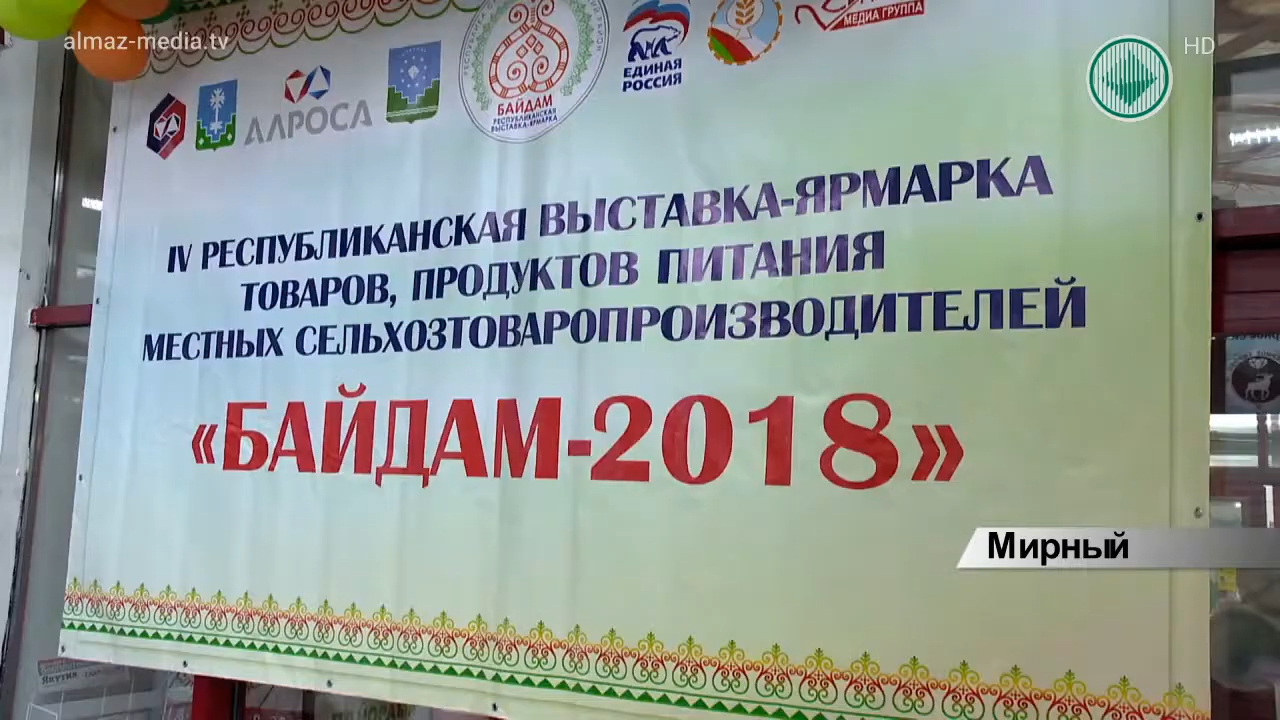 almaz-media.tv
HD
МЕДИА ГРУППА
ЕДИНАЯ
РОССИЯ
АЛРОСА
БАЙДАМ
РЕСПУБЛИКАНСКАЯ
ВЫСТАВКА-ЯРМАРКА
IV РЕСПУБЛИКАНСКАЯ ВЫСТАВКА-ЯРМАРКА
ТОВАРОВ, ПРОДУКТОВ ПИТАНИЯ
МЕСТНЫХ СЕЛЬХОЗТОВАРОПРОИЗВОДИТЕЛЕЙ
«БАЙДАМ-2018»
Мирный
Якутия